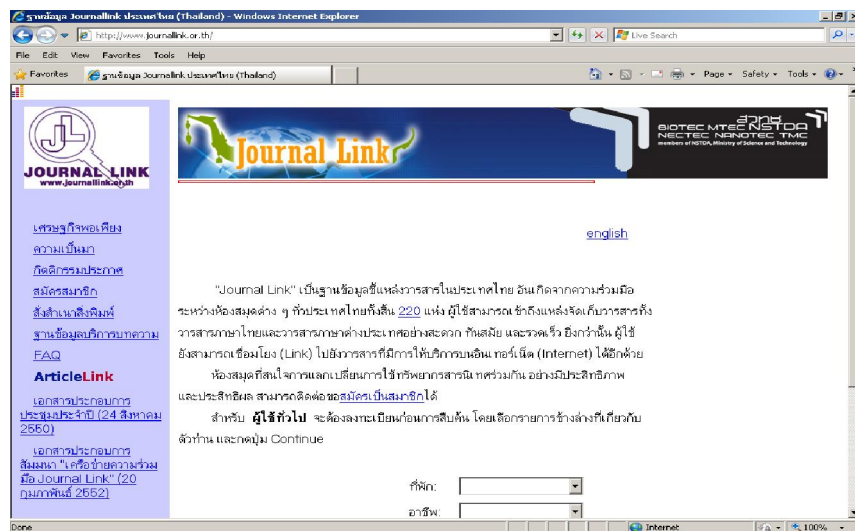 ฐานข้อมูล Journallink ประเทศไทย (Thailand) - Windows Internet Explorer
http://www.journallink.or.th/
Live Search
File Edit View Favorites Tools Help
Favorites
ฐานข้อมูล Journallink ประเทศไทย (Thailand)
Page Safety Tools
JOURNAL LINK
www.journallink.or.th
Journal Link
สวทช
BIOTEC MTEC NSTDA
NECTEC NANOTEC TMC
members of NSTDA, Ministry of Science and Technology
เศรษฐกิจพอเพียง
ความเป็นมา
กิตติกรรมประกาศ
สมัครสมาชิก
สั่งสำเนาสิ่งพิมพ์
ฐานข้อมูลบริการบทความ
FAQ
ArticleLink
เอกสารประกอบการ
ประชุมประจำปี (24 สิงหาคม
2550)
เอกสารประกอบการ
สัมมนา "เครือข่ายความร่วม
มือ Journal Link" (20
กุมภาพันธ์ 2552)
english
"Journal Link" เป็นฐานข้อมูลชี้แหล่งวารสารในประเทศไทย อันเกิดจากความร่วมมือ
ระหว่างห้องสมุดต่าง ๆ ทั่วประเทศไทยทั้งสิ้น 220 แห่ง ผู้ใช้สามารถเข้าถึงแหล่งจัดเก็บวารสารทั้ง
วารสารภาษาไทยและวารสารภาษาต่างประเทศอย่างสะดวก ทันสมัย และรวดเร็ว ยิ่งกว่านั้น ผู้ใช้
ยังสามารถเชื่อมโยง (Link) ไปยังวารสารที่มีการให้บริการบนอินเทอร์เน็ต (Internet) ได้อีกด้วย
ห้องสมุดที่สนใจการแลกเปลี่ยนการใช้ทรัพยากรสารนิเทศร่วมกัน อย่างมีประสิทธิภาพ
และประสิทธิผล สามารถติดต่อขอสมัครเป็นสมาชิกได้
สำหรับ ผู้ใช้ทั่วไป จะต้องลงทะเบียนก่อนการสืบค้น โดยเลือกรายการข้างล่างที่เกี่ยวกับ
ตัวท่าน และกดปุ่ม Continue
ที่พัก:
อาชีพ:
Done
Internet
100%